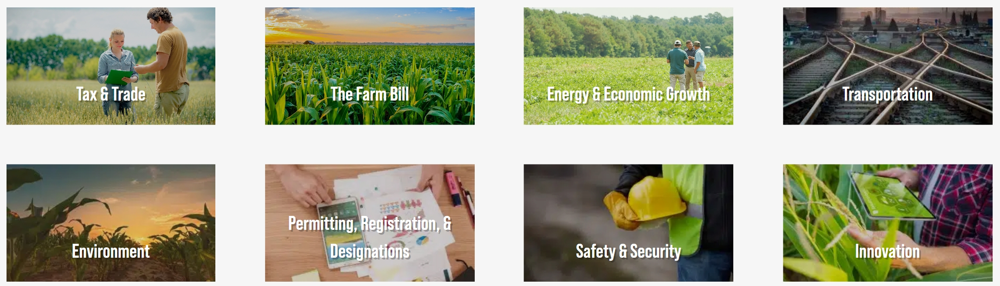 Tax & Trade
The Farm Bill
Energy & Economic Growth
Transportation
Environment
Permitting, Registration, &
Designations
Safety & Security
Innovation